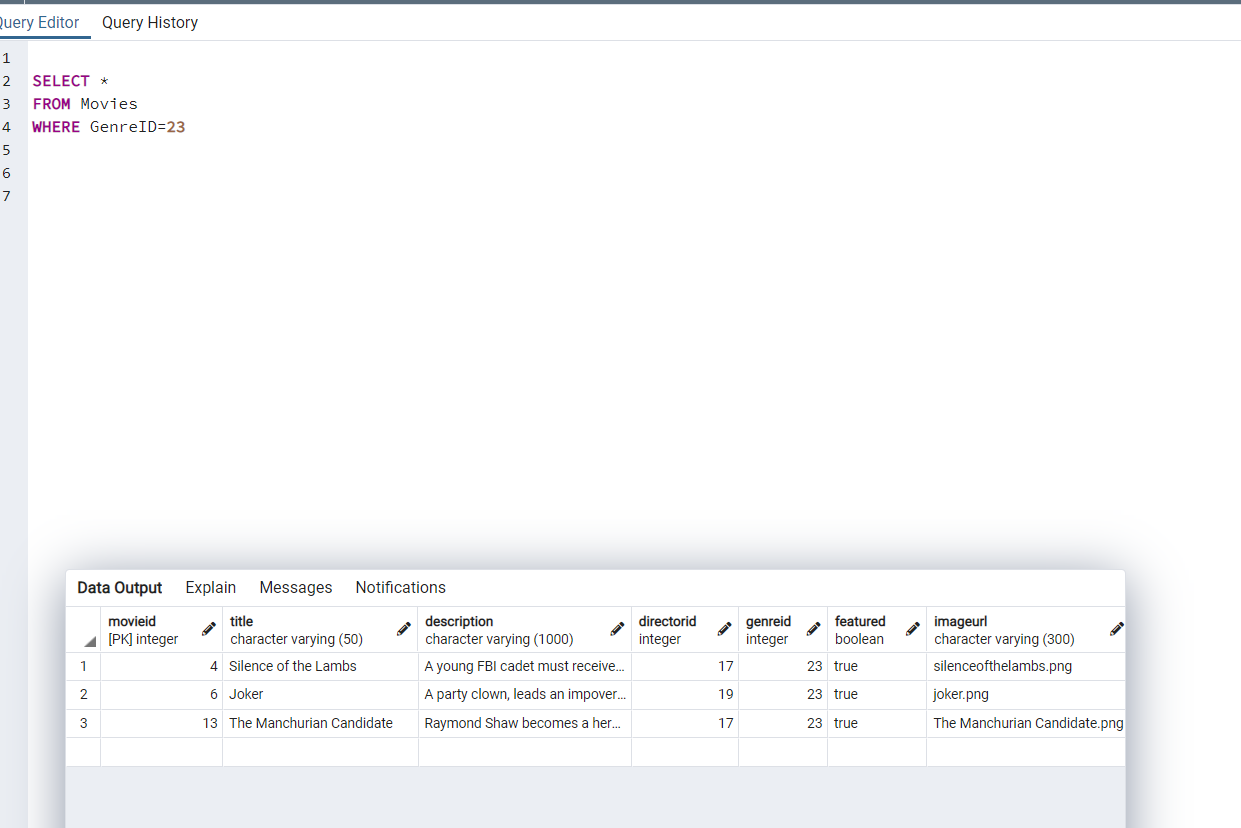 Query Editor Query History
1
2 SELECT *
3 FROM Movies
4 WHERE GenreID=23
5
6
7
Data Output Explain Messages Notifications
movieid title description directorid genreid featured imageurl
[PK] integer character varying (50) character varying (1000) integer integer boolean character varying (300)
1 4 Silence of the Lambs A young FBI cadet must receive... 17 23 true silenceofthelambs.png
2 6 Joker A party clown, leads an impover... 19 23 true joker.png
3 13 The Manchurian Candidate Raymond Shaw becomes a her... 17 23 true The Manchurian Candidate.png